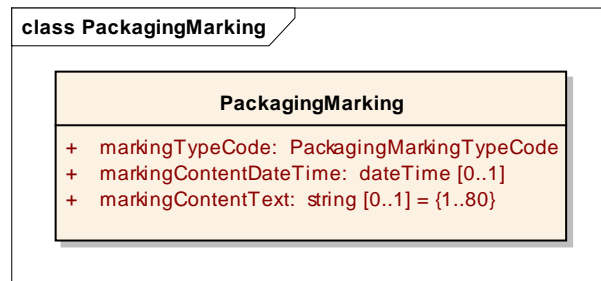 class PackagingMarking
PackagingMarking
+ markingTypeCode: PackagingMarkingTypeCode
+ markingContentDateTime: dateTime [0..1]
+ markingContentText: string [0..1] = {1..80}